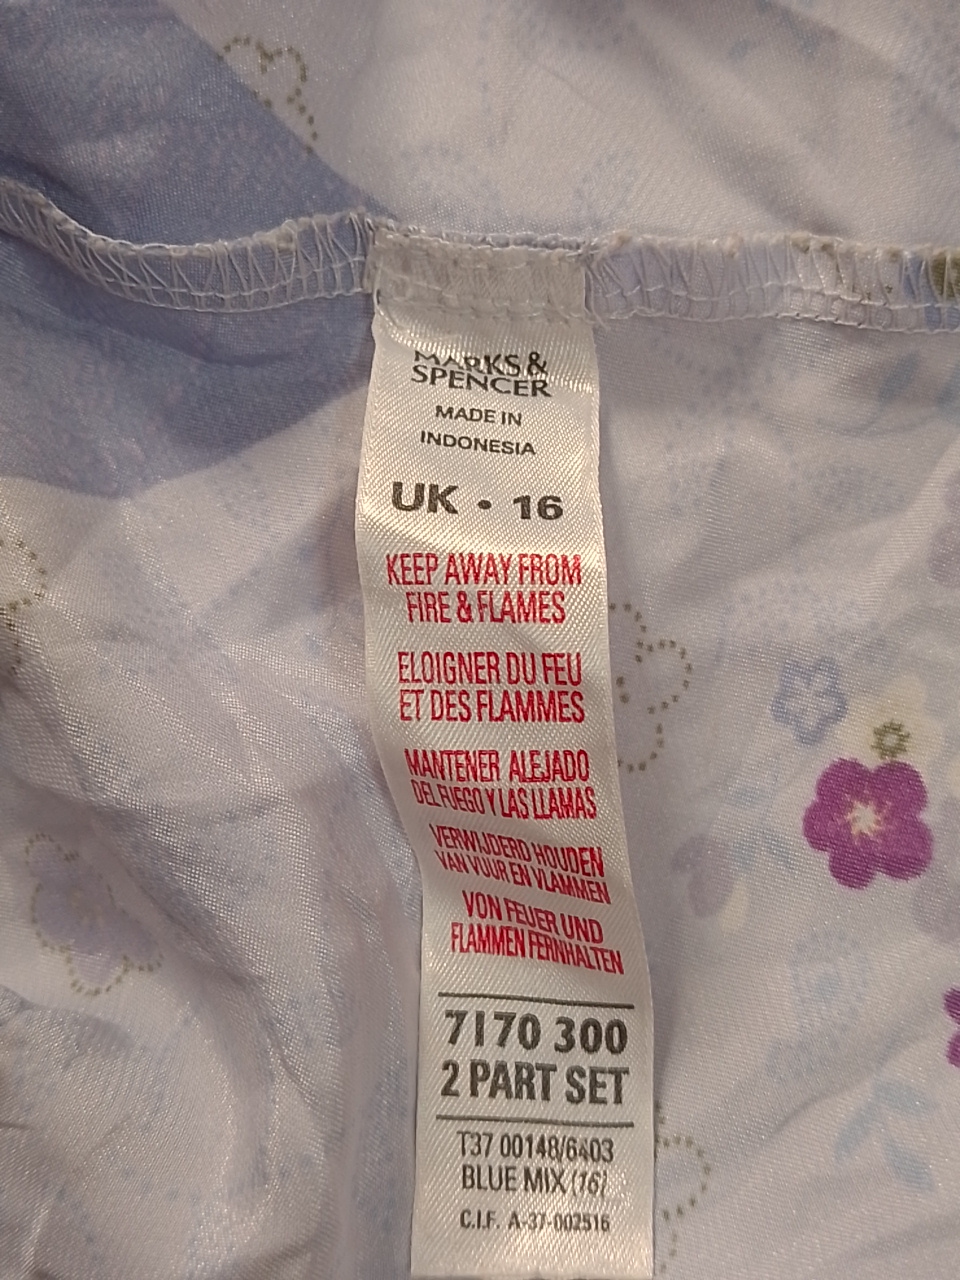 MARKS &
SPENCER
MADE IN
INDONESIA
UK · 16
KEEP AWAY FROM
FIRE & FLAMES
ELOIGNER DU FEU
ET DES FLAMMES
MANTENER ALEJADO
DEL FUEGO Y LAS LLAMAS
VERWIJDERD HOUDEN
VAN VUUR EN VLAMMEN
VON FEUER UND
FLAMMEN FERNHALTEN
7170 300
2 PART SET
T37 00148/6403
BLUE MIX (16)
C.I.F. A-37-002516